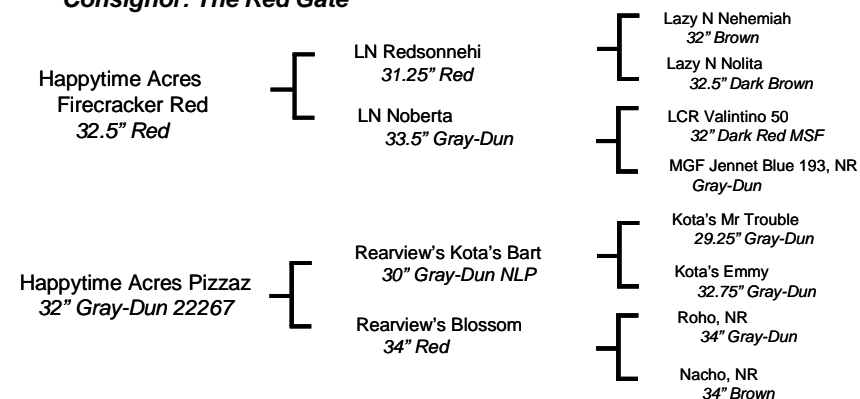 Consignor: The Red Gate
Happytime Acres
Firecracker Red
32.5” Red
LN Redsonnehi
31.25” Red
LN Noberta
33.5” Gray-Dun
Lazy N Nehemiah
32” Brown
Lazy N Nolita
32.5” Dark Brown
LCR Valintino 50
32” Dark Red MSF
MGF Jennet Blue 193, NR
Gray-Dun
Happytime Acres Pizzaz
32” Gray-Dun 22267
Rearview’s Kota’s Bart
30” Gray-Dun NLP
Rearview’s Blossom
34” Red
Kota’s Mr Trouble
29.25” Gray-Dun
Kota’s Emmy
32.75” Gray-Dun
Roho, NR
34” Gray-Dun
Nacho, NR
34” Brown